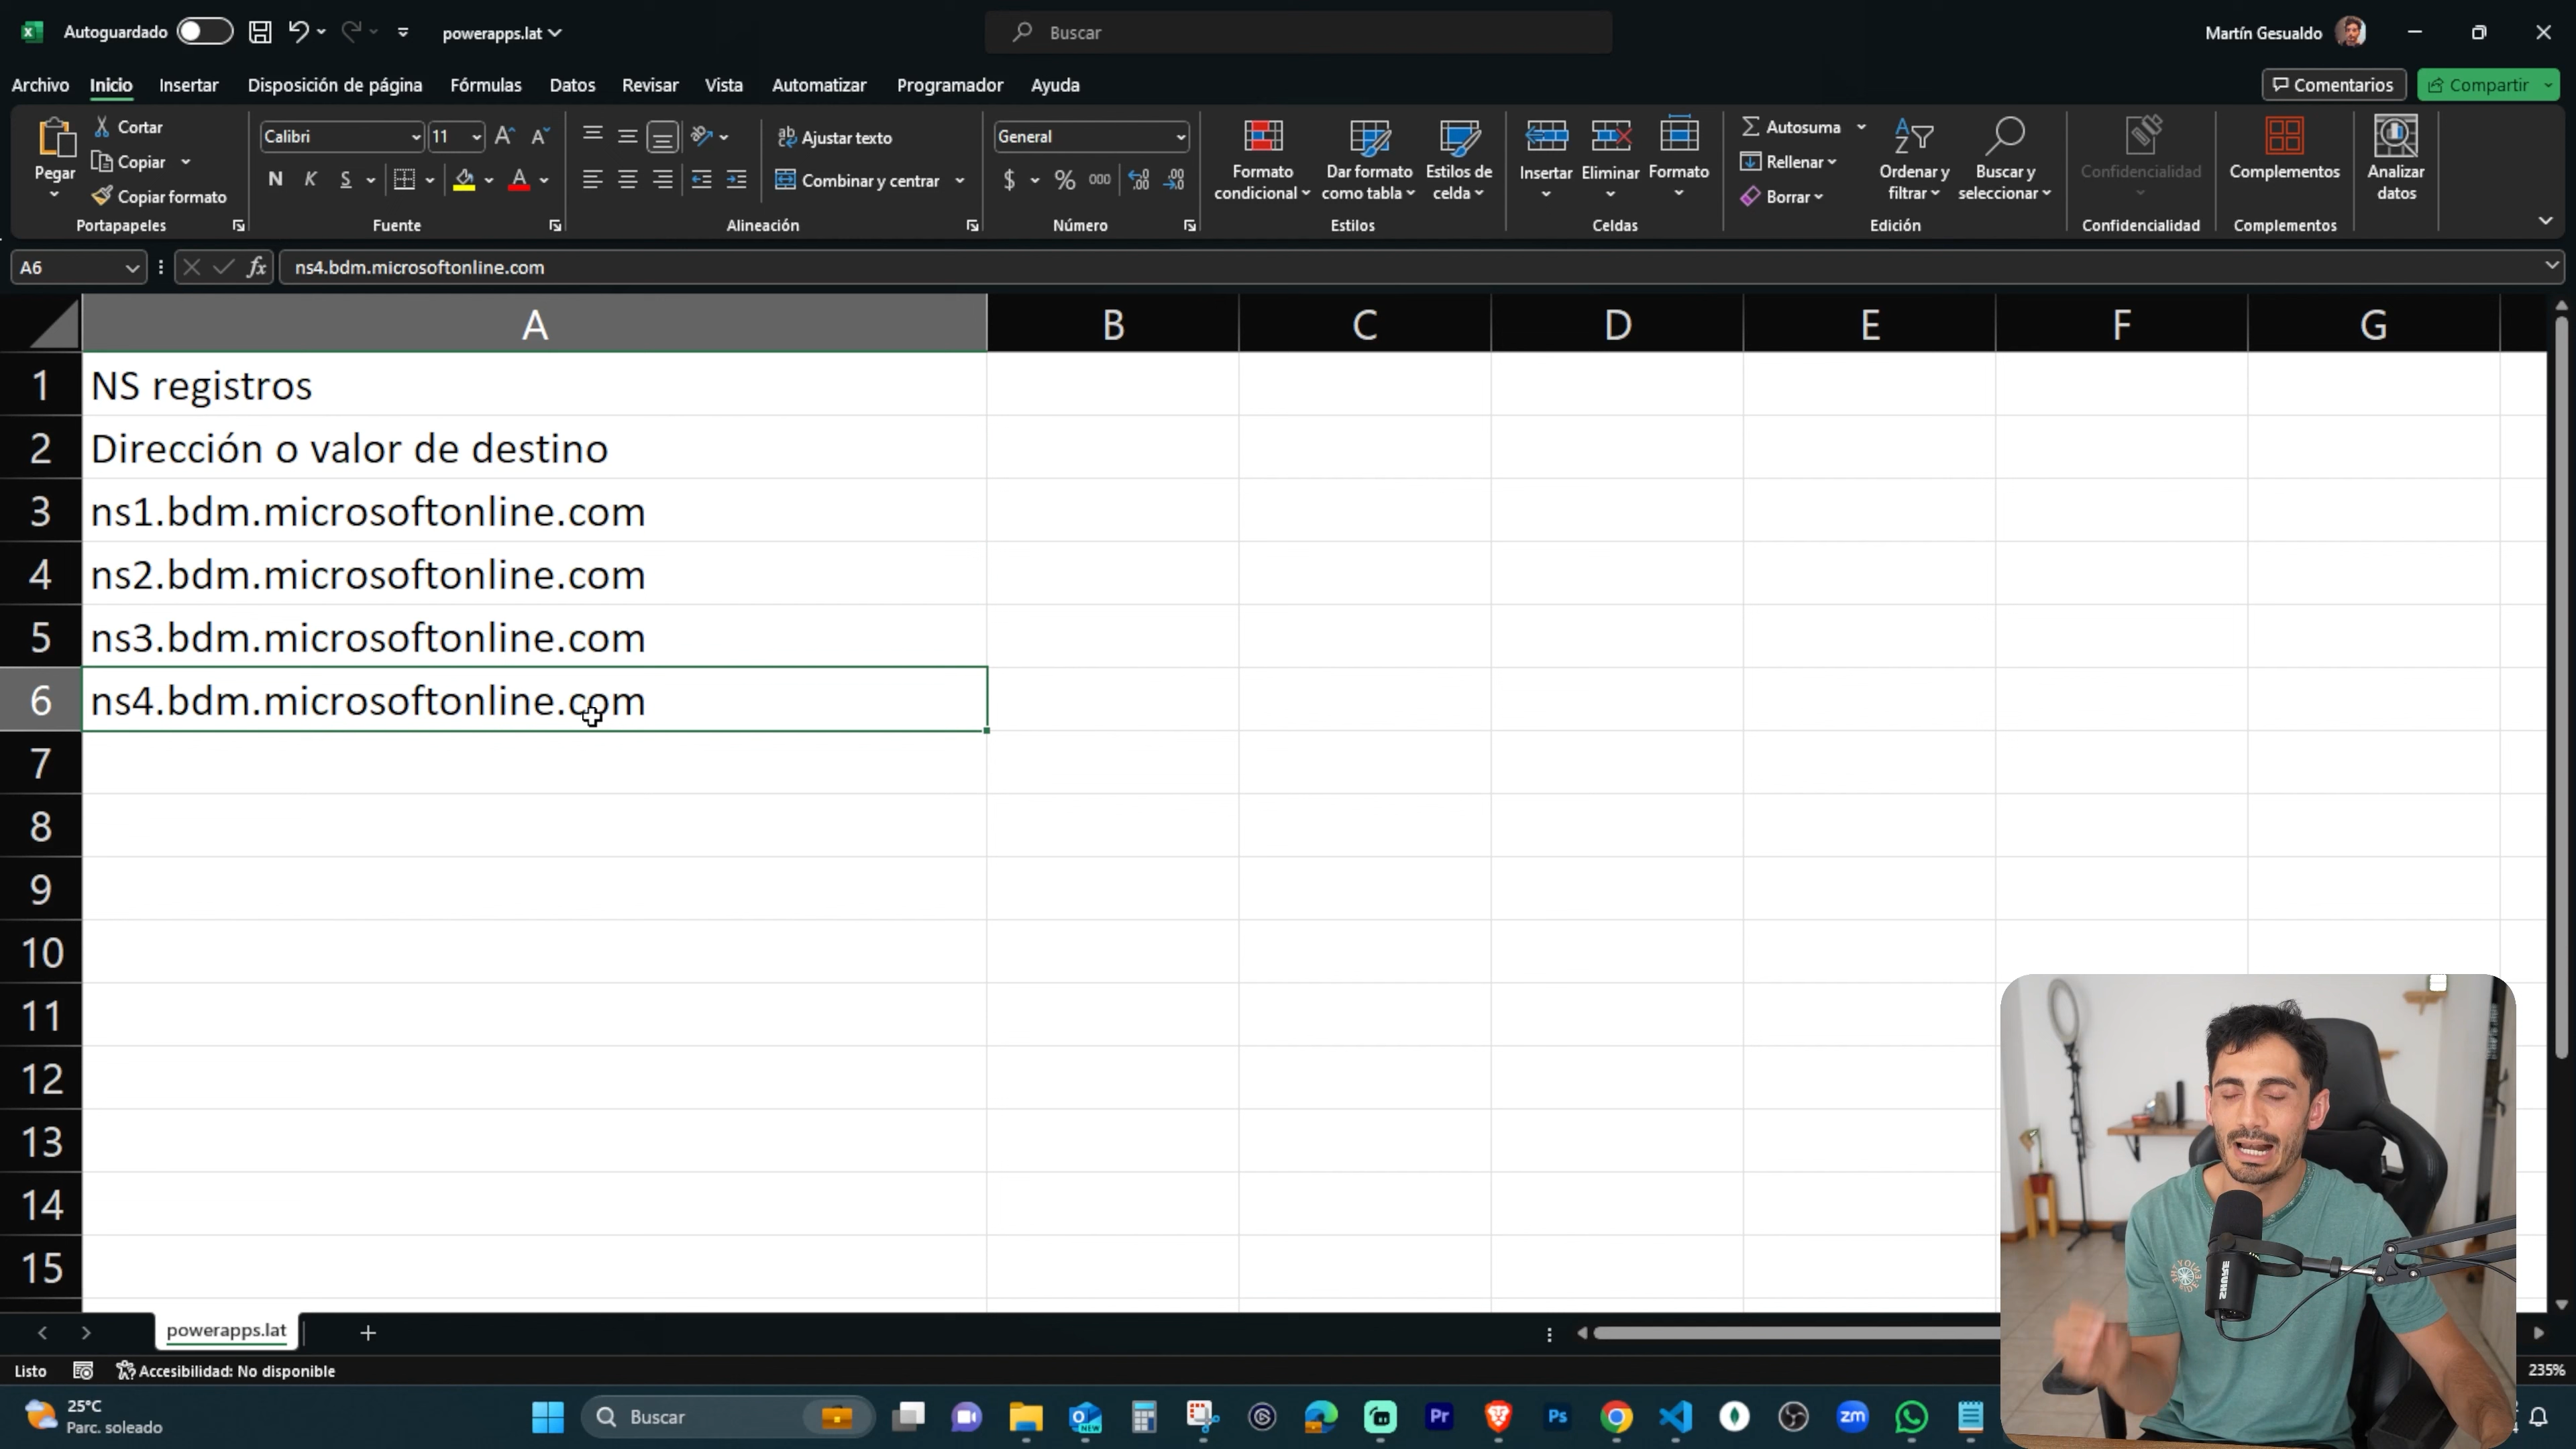 Autoguardado
powerapps.lat
Buscar
Martín Gesualdo
Archivo Inicio Insertar Disposición de página Fórmulas Datos Revisar Vista Automatizar Programador Ayuda
Comentarios
Compartir
Pegar
Cortar
Copiar
Copiar formato
Portapapeles
Calibri 11
N K S
Fuente
Ajustar texto
Combinar y centrar
Alineación
General
$ % 000
Número
Formato condicional
Dar formato como tabla
Estilos de celda
Estilos
Insertar Eliminar Formato
Celdas
Autosuma
Rellenar
Borrar
Ordenar y filtrar
Buscar y seleccionar
Edición
Confidencialidad
Confidencialidad
Complementos
Complementos
Analizar datos
A6
fx
ns4.bdm.microsoftonline.com
A B C D E F G
1 NS registros
2 Dirección o valor de destino
3 ns1.bdm.microsoftonline.com
4 ns2.bdm.microsoftonline.com
5 ns3.bdm.microsoftonline.com
6 ns4.bdm.microsoftonline.com
7
8
9
10
11
12
13
14
15
SHURE
powerapps.lat
Listo
Accesibilidad: No disponible
235%
25°C
Parc. soleado
Buscar
NEW
Pr
Ps
zm